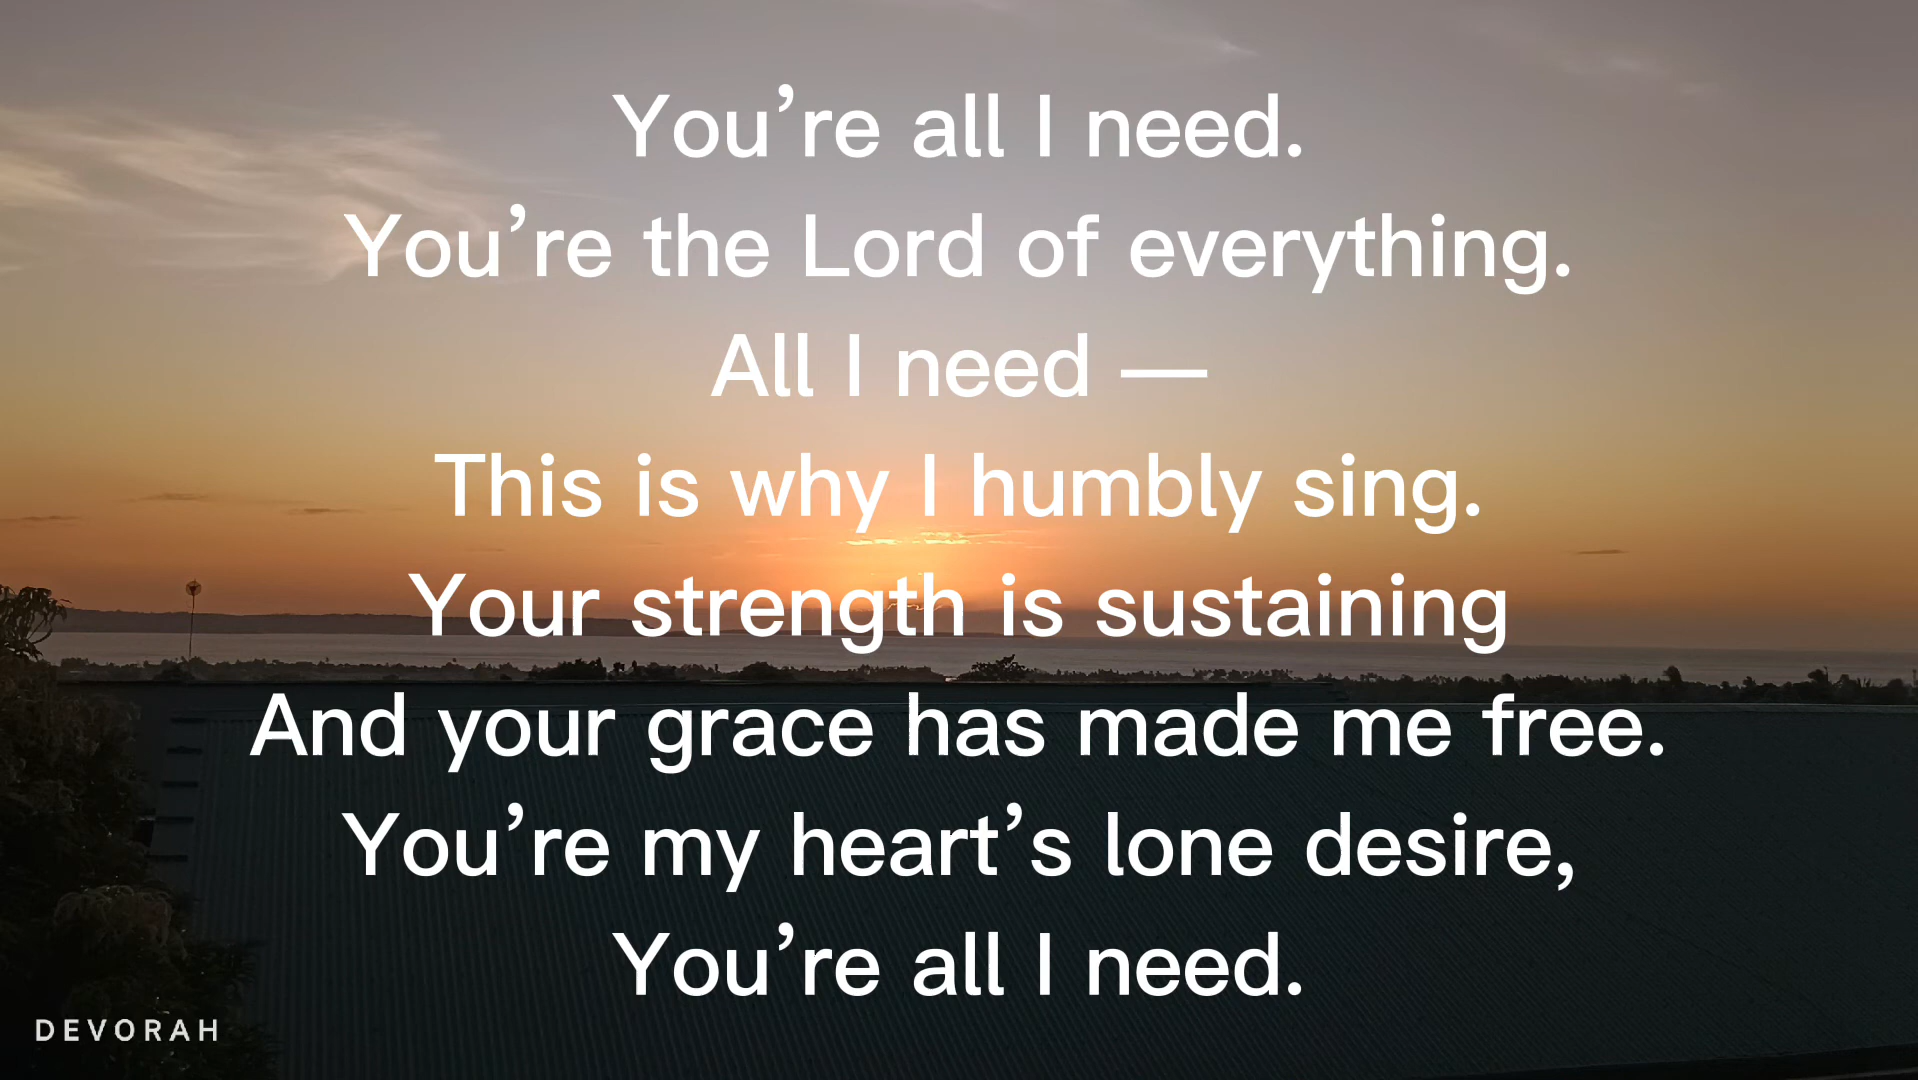 You’re all I need.
You’re the Lord of everything.
All I need —
This is why I humbly sing.
Your strength is sustaining
And your grace has made me free.
You’re my heart’s lone desire,
You’re all I need.
DEVORAH